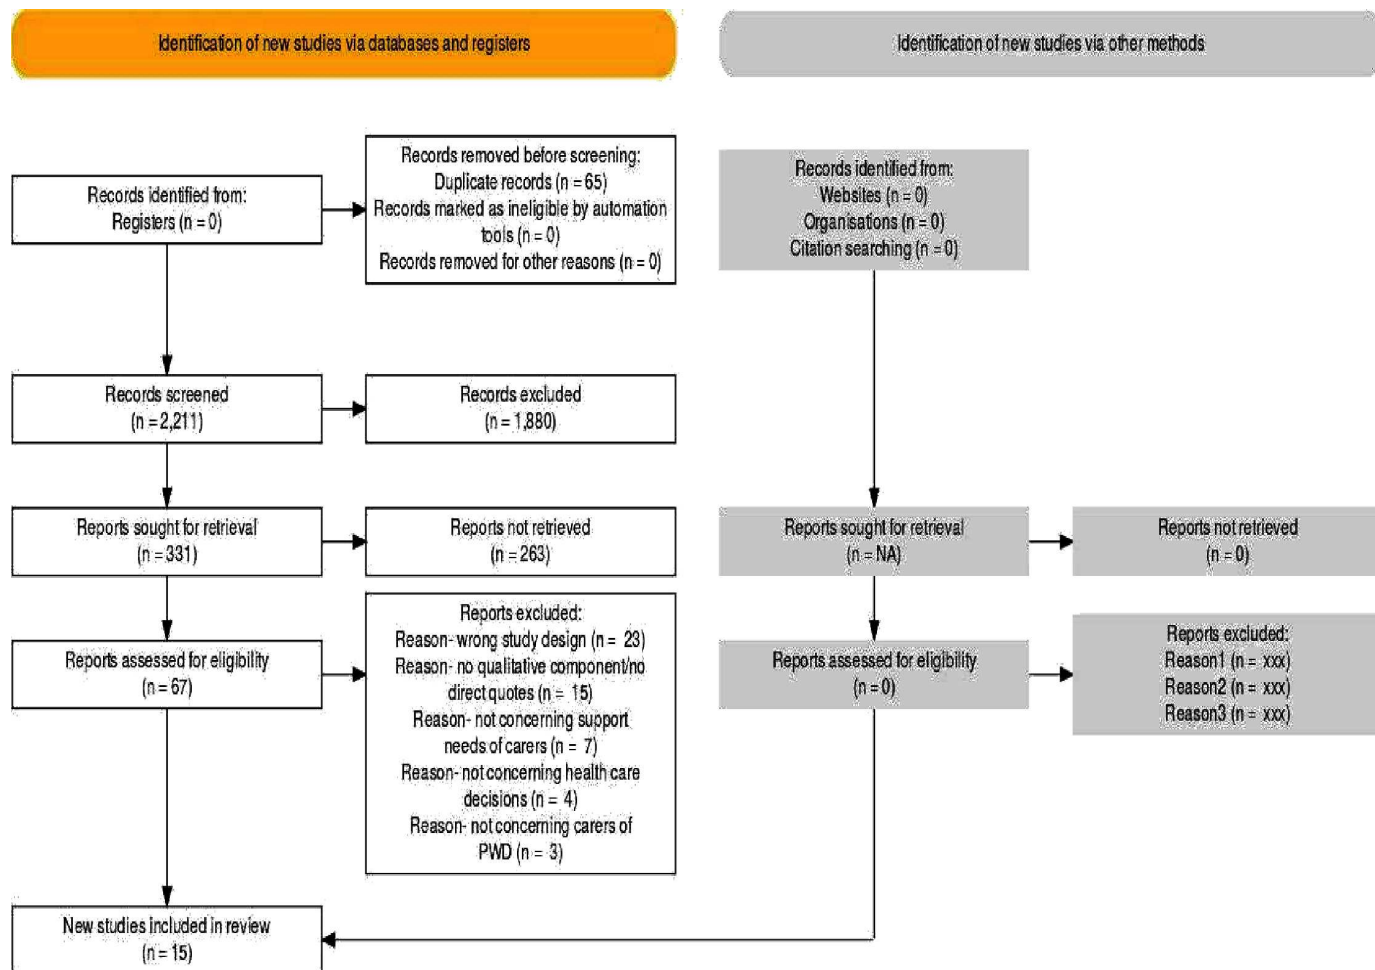 Identification of new studies via databases and registers
Identification of new studies via other methods
Records identified from:
Registers (n = 0)
Records removed before screening:
Duplicate records (n = 65)
Records marked as ineligible by automation
tools (n = 0)
Records removed for other reasons (n = 0)
Records identified from:
Websites (n = 0)
Organisations (n = 0)
Citation searching (n = 0)
Records screened
(n = 2,211)
Records excluded
(n = 1,880)
Reports sought for retrieval
(n = 331)
Reports not retrieved
(n = 263)
Reports sought for retrieval
(n = NA)
Reports not retrieved
(n = 0)
Reports assessed for eligibility
(n = 67)
Reports excluded:
Reason- wrong study design (n = 23)
Reason- no qualitative component/no
direct quotes (n = 15)
Reason- not concerning support
needs of carers (n = 7)
Reason- not concerning health care
decisions (n = 4)
Reason- not concerning carers of
PWD (n = 3)
Reports assessed for eligibility
(n = 0)
Reports excluded:
Reason1 (n = xxx)
Reason2 (n = xxx)
Reason3 (n = xxx)
New studies included in review
(n = 15)